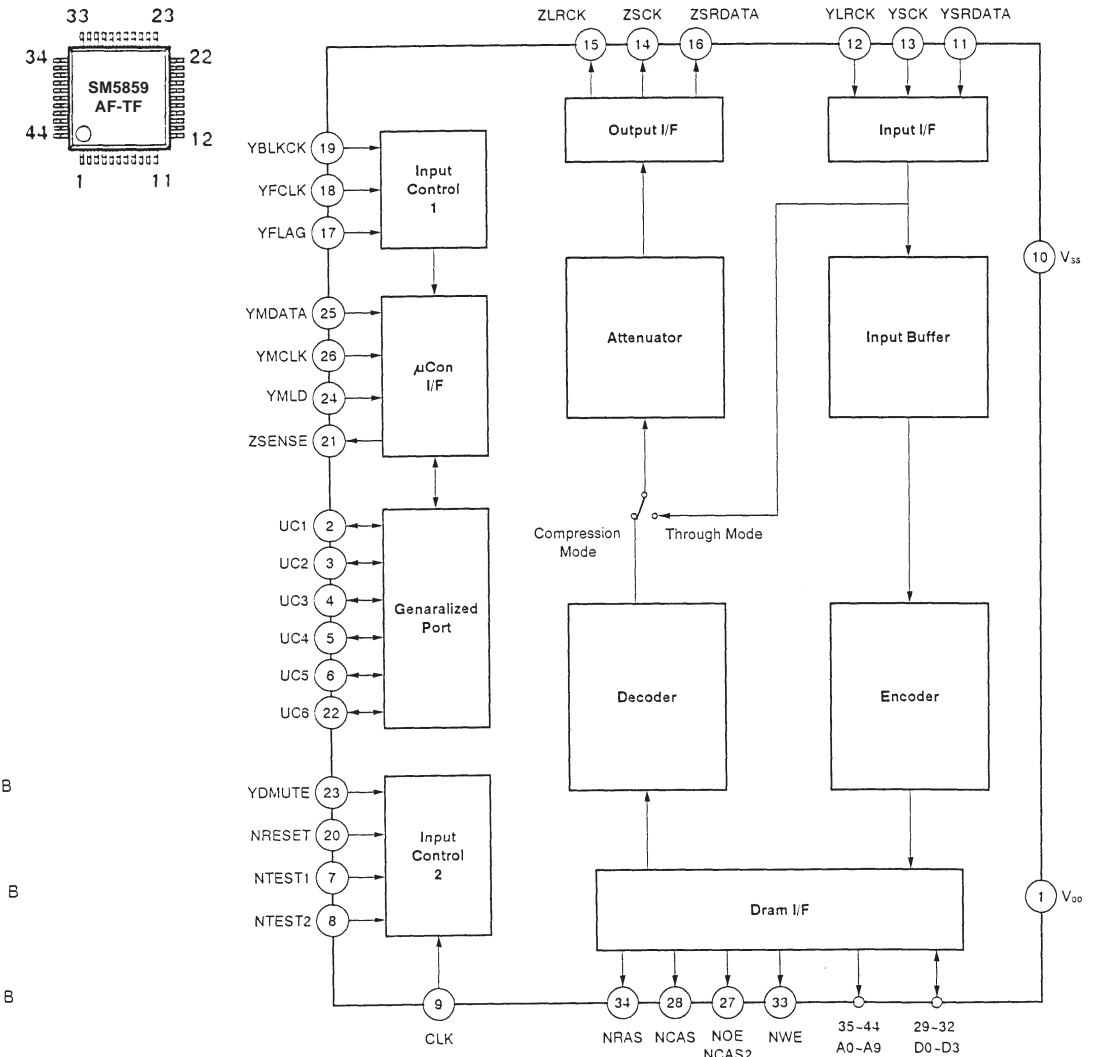 33 23
34 22
SM5859
AF-TF
44 12
1 11
ZLRCK ZSCK ZSRDATA YLRCK YSCK YSRDATA
15 14 16 12 13 11
Output I/F
Input I/F
YBLKCK 19
YFCLK 18
YFLAG 17
Input
Control
1
10 Vss
YMDATA 25
YMCLK 26
YMLD 24
ZSENSE 21
μCon
I/F
Attenuator
Input Buffer
Compression
Mode
Through Mode
UC1 2
UC2 3
UC3 4
UC4 5
UC5 6
UC6 22
Genaralized
Port
Decoder
Encoder
B
YDMUTE 23
NRESET 20
NTEST1 7
NTEST2 8
Input
Control
2
B
Dram I/F
1 VDD
B
9
CLK
34 28 27 33
NRAS NCAS NOE NWE
NCAS2
35~44
A0~A9
29~32
D0~D3